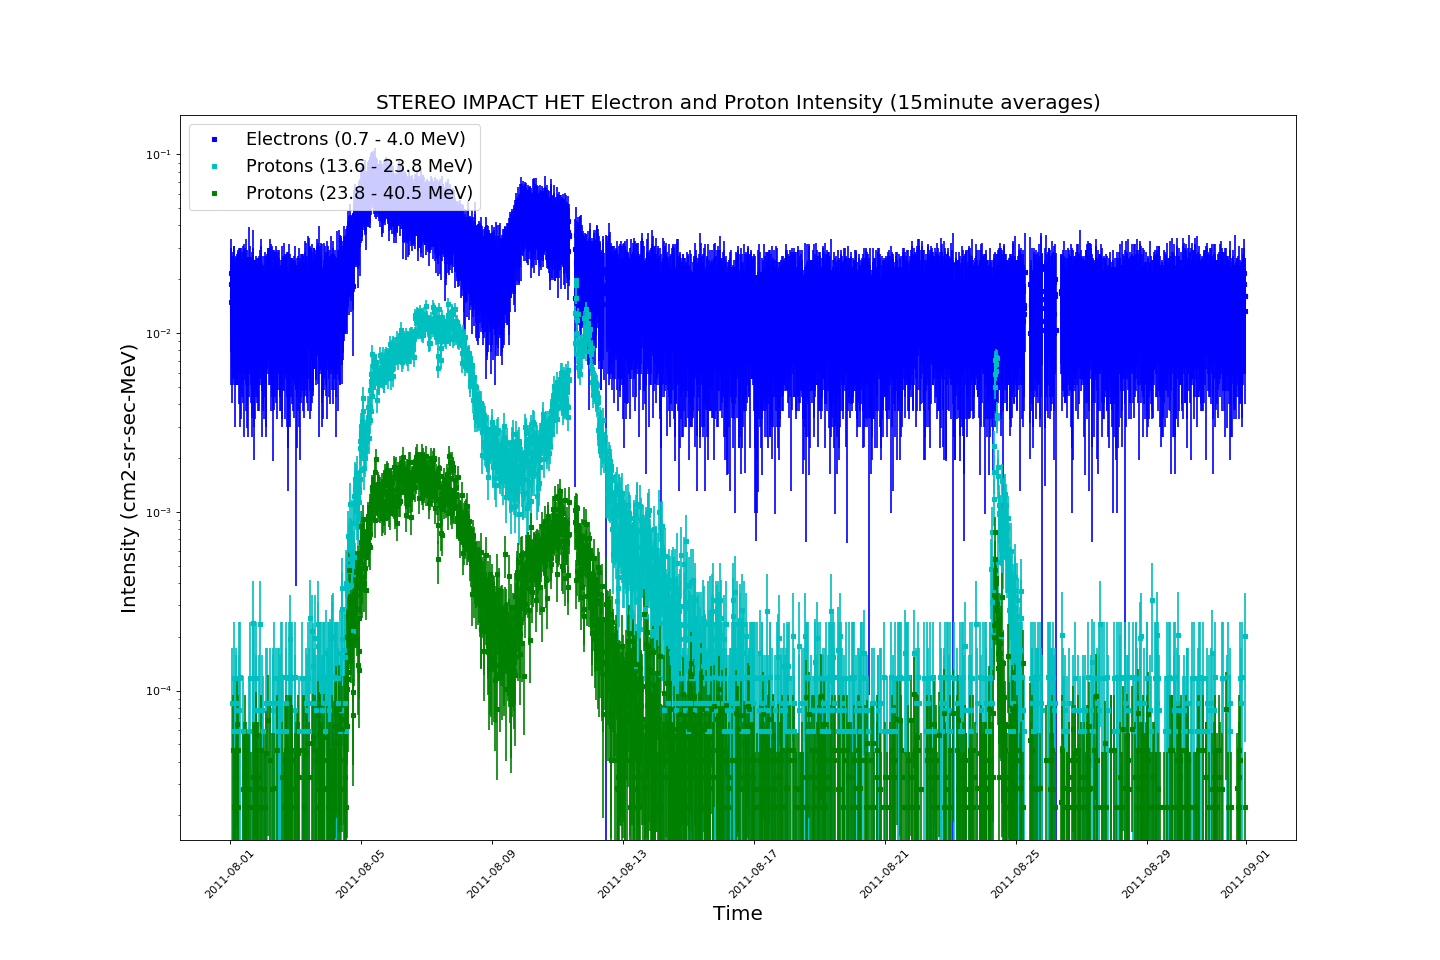 STEREO IMPACT HET Electron and Proton Intensity (15minute averages)
Electrons (0.7 - 4.0 MeV)
Protons (13.6 - 23.8 MeV)
Protons (23.8 - 40.5 MeV)
Intensity (cm2-sr-sec-MeV)
10⁻¹
10⁻²
10⁻³
10⁻⁴
2011-08-01
2011-08-05
2011-08-09
2011-08-13
2011-08-17
2011-08-21
2011-08-25
2011-08-29
2011-09-01
Time